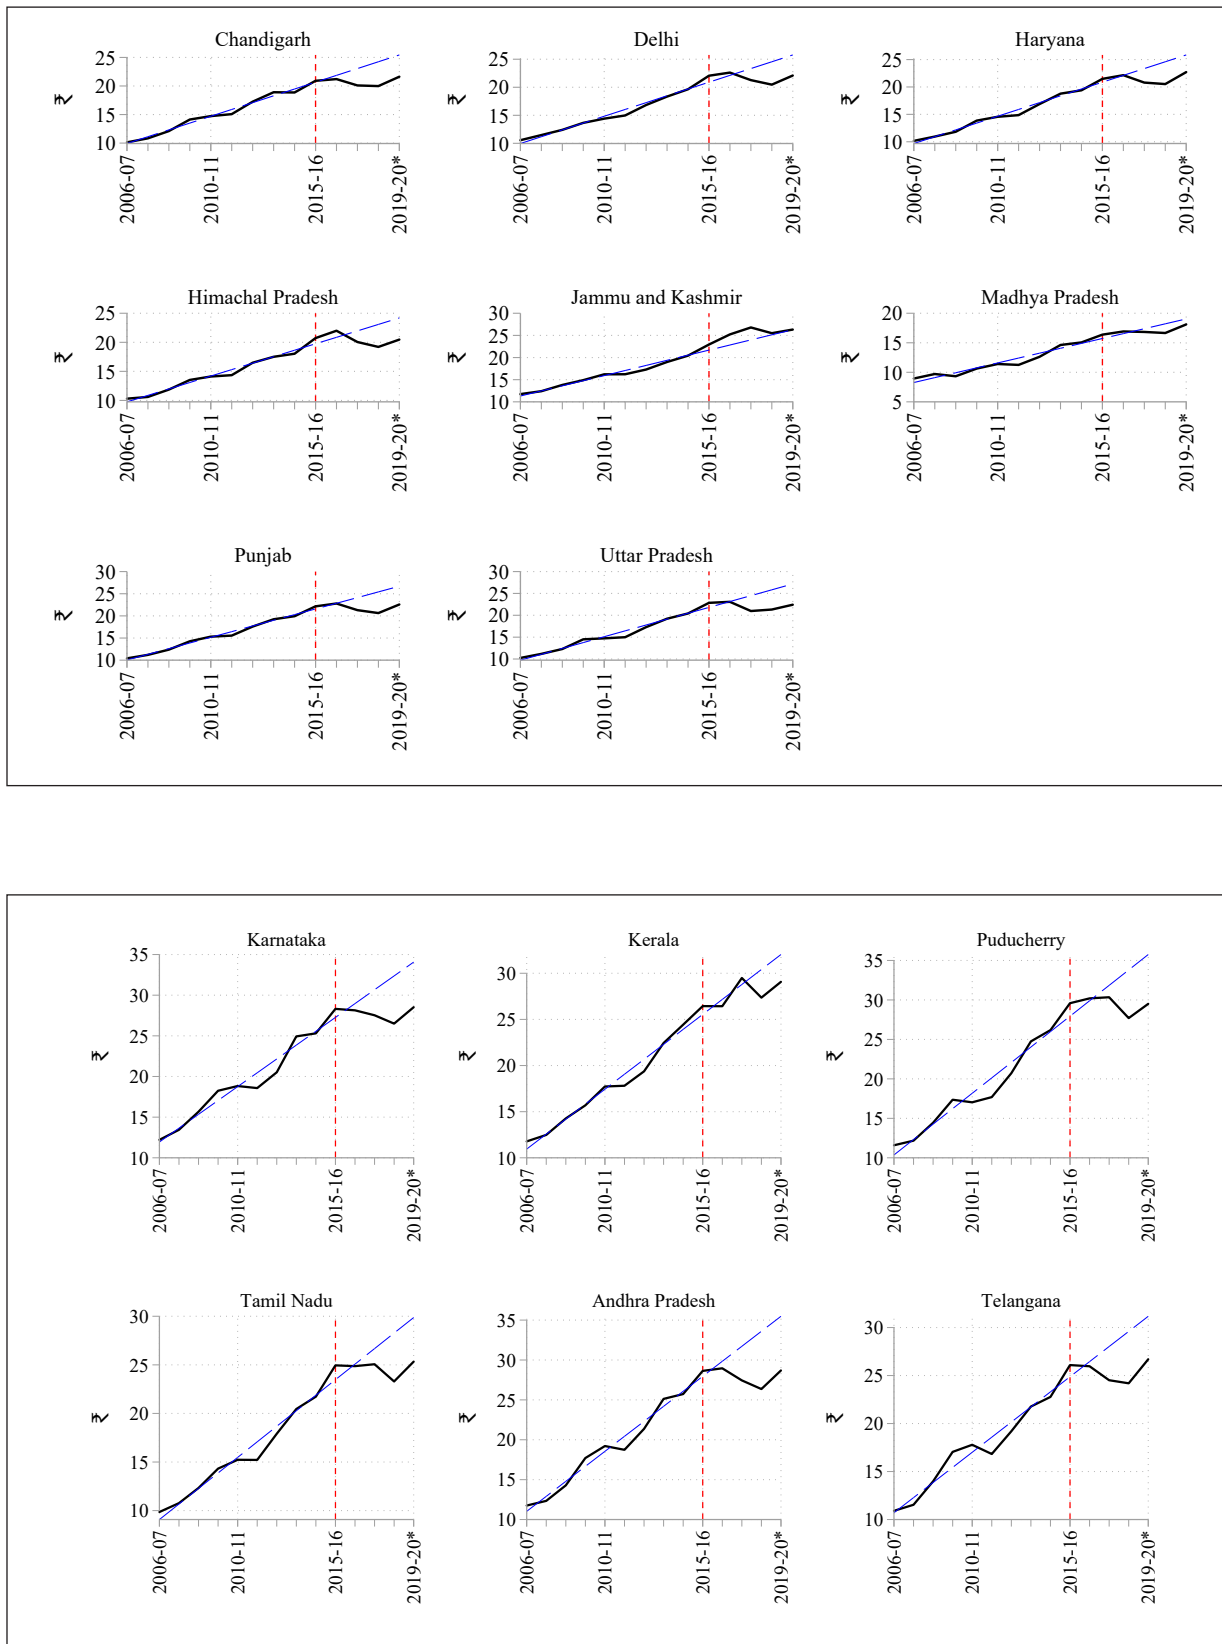 Chandigarh Delhi Haryana
25 25 25
20 20 20
15 15 15
10 10 10
₹ ₹ ₹
2006-07 2010-11 2015-16 2019-20* 2006-07 2010-11 2015-16 2019-20* 2006-07 2010-11 2015-16 2019-20*
Himachal Pradesh Jammu and Kashmir Madhya Pradesh
25 30 20
20 25 15
15 20 10
10 15 5
10
₹ ₹ ₹
2006-07 2010-11 2015-16 2019-20* 2006-07 2010-11 2015-16 2019-20* 2006-07 2010-11 2015-16 2019-20*
Punjab Uttar Pradesh
30 30
25 25
20 20
15 15
10 10
₹ ₹
2006-07 2010-11 2015-16 2019-20* 2006-07 2010-11 2015-16 2019-20*
Karnataka Kerala Puducherry
35 30 35
30 25 30
25 20 25
20 15 20
15 10 15
10 10
₹ ₹ ₹
2006-07 2010-11 2015-16 2019-20* 2006-07 2010-11 2015-16 2019-20* 2006-07 2010-11 2015-16 2019-20*
Tamil Nadu Andhra Pradesh Telangana
30 35 30
25 30 25
20 25 20
15 20 15
10 15 10
10
₹ ₹ ₹
2006-07 2010-11 2015-16 2019-20* 2006-07 2010-11 2015-16 2019-20* 2006-07 2010-11 2015-16 2019-20*